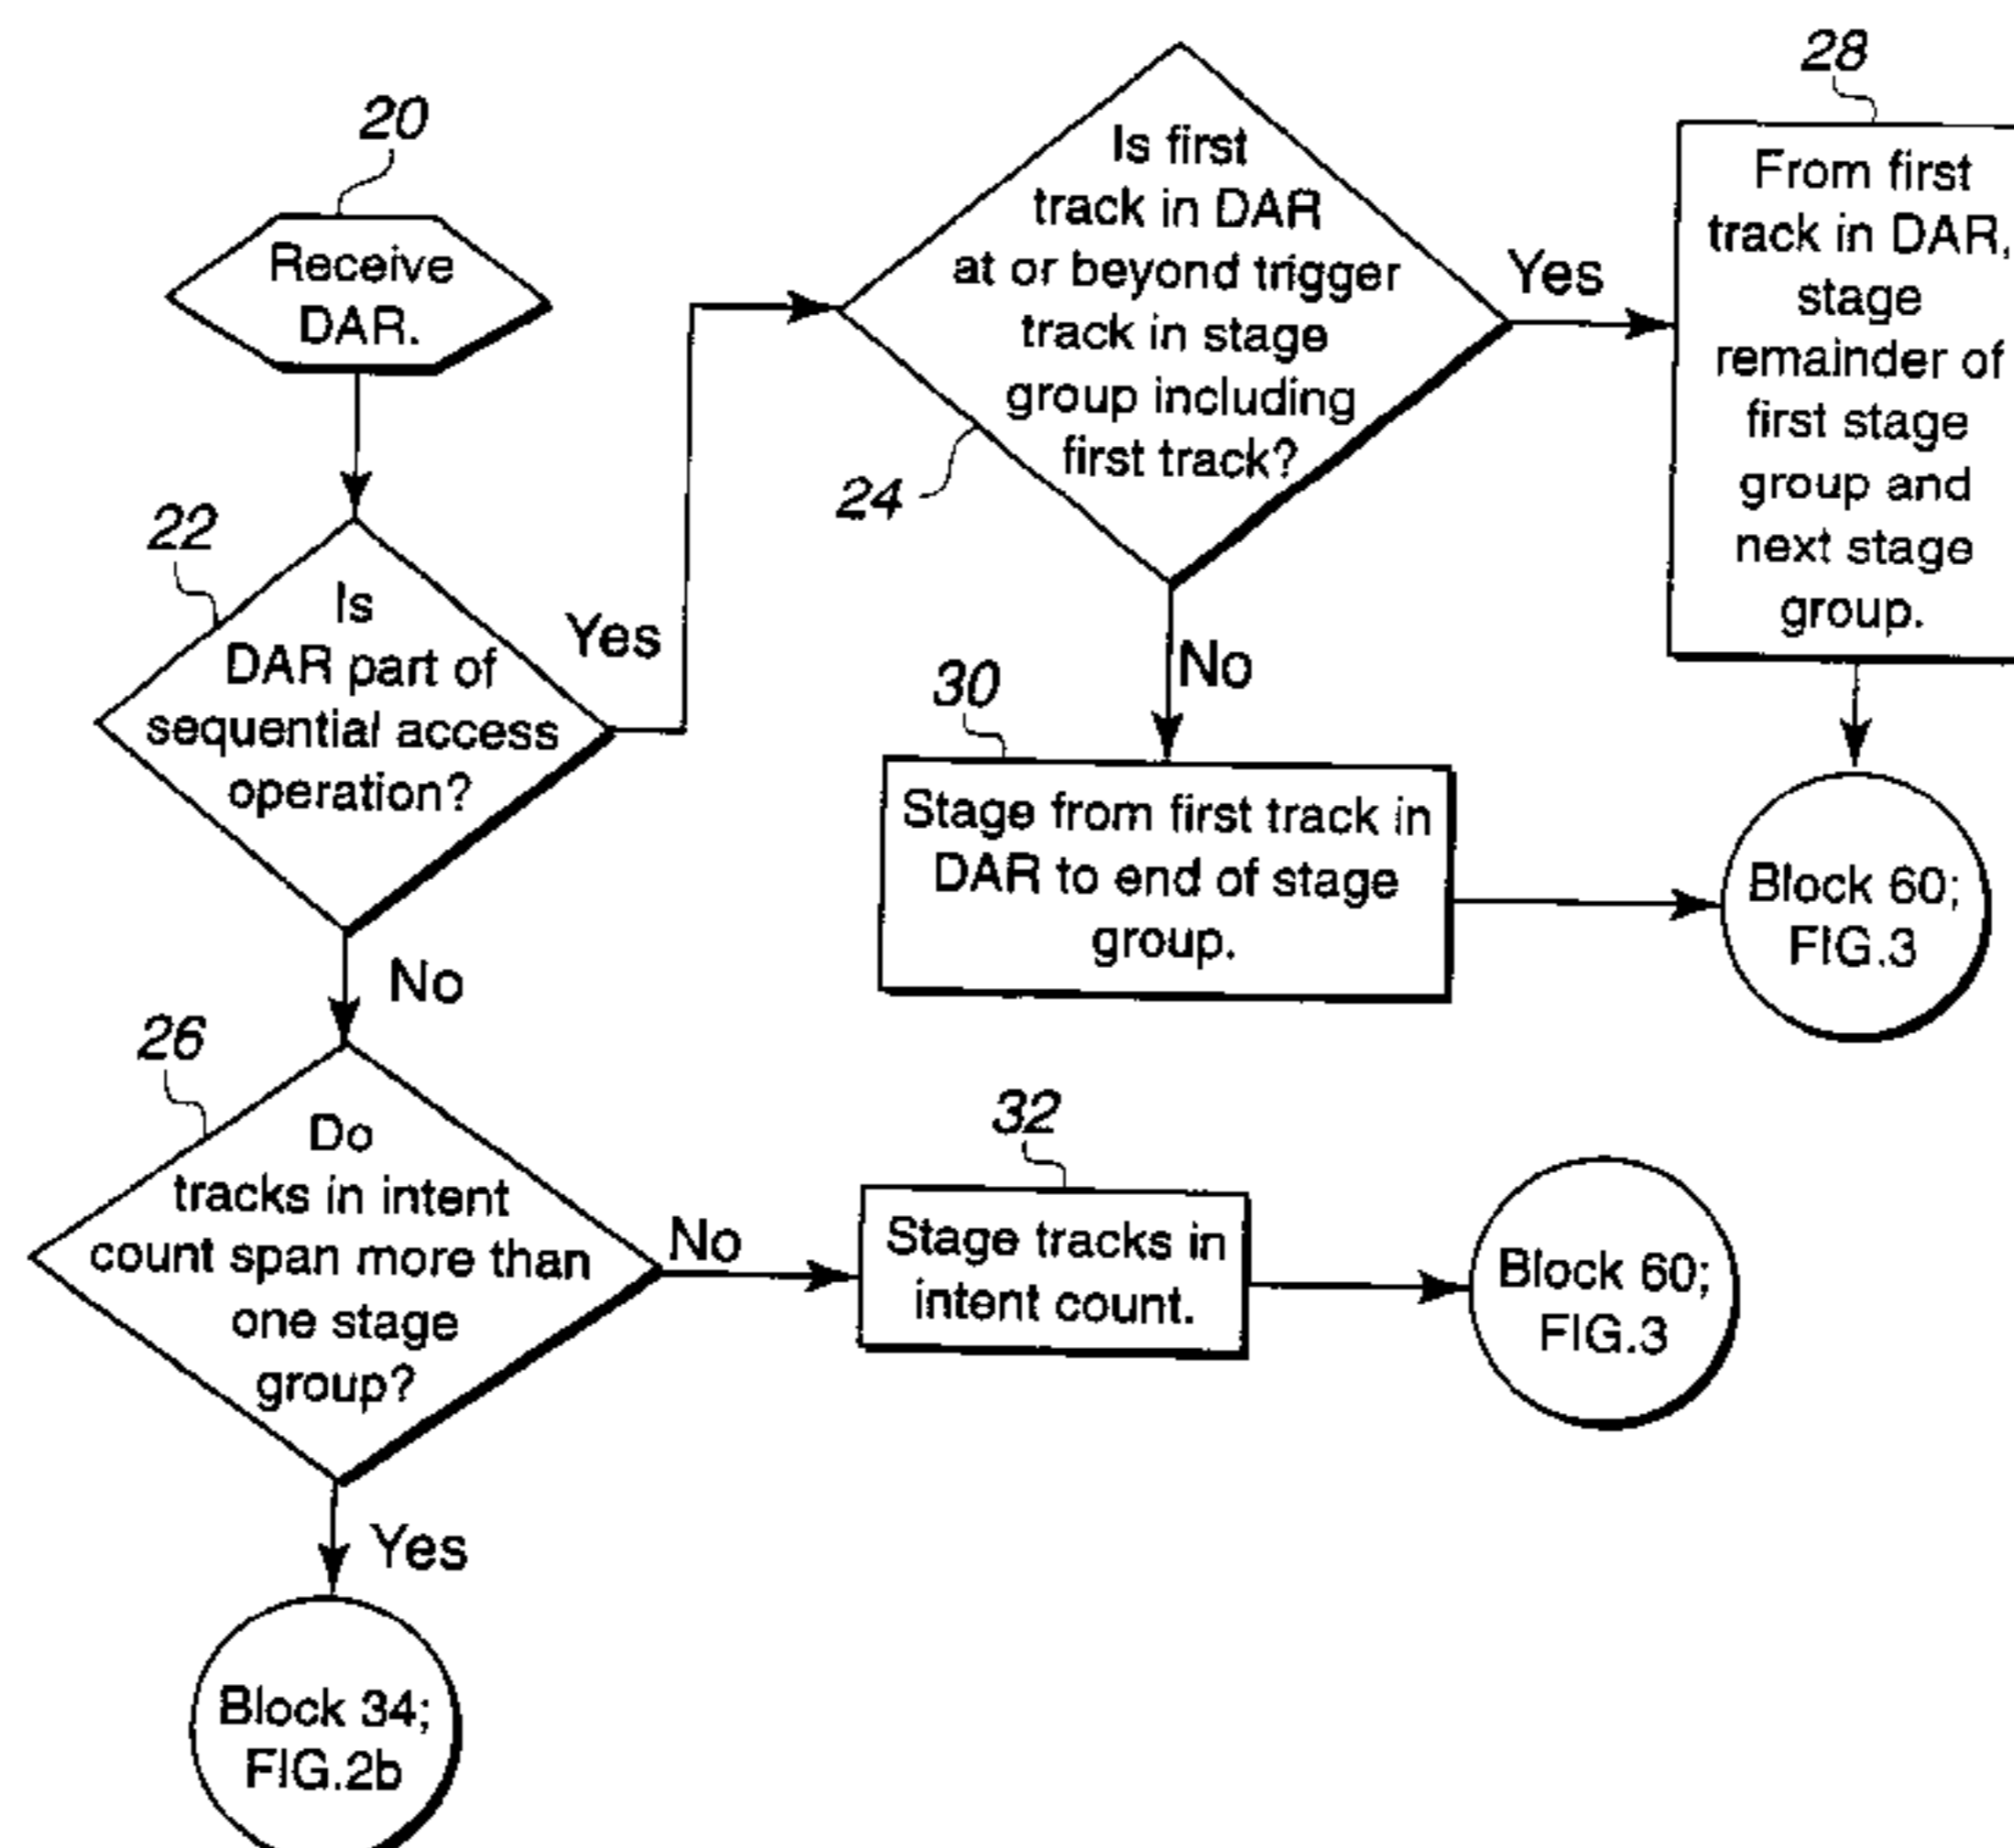 20
Receive
DAR.
22
Is
DAR part of
sequential access
operation?
Yes
No
24
Is first
track in DAR
at or beyond trigger
track in stage
group including
first track?
Yes
No
28
From first
track in DAR,
stage
remainder of
first stage
group and
next stage
group.
30
Stage from first track in
DAR to end of stage
group.
Block 60;
FIG.3
26
Do
tracks in intent
count span more than
one stage
group?
No
Yes
32
Stage tracks in
intent count.
Block 60;
FIG.3
Block 34;
FIG.2b